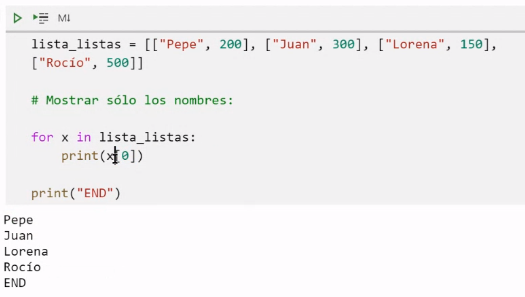 M↓
lista_listas = [["Pepe", 200], ["Juan", 300], ["Lorena", 150],
["Rocío", 500]]
# Mostrar sólo los nombres:
for x in lista_listas:
    print(x[0])
print("END")
Pepe
Juan
Lorena
Rocío
END